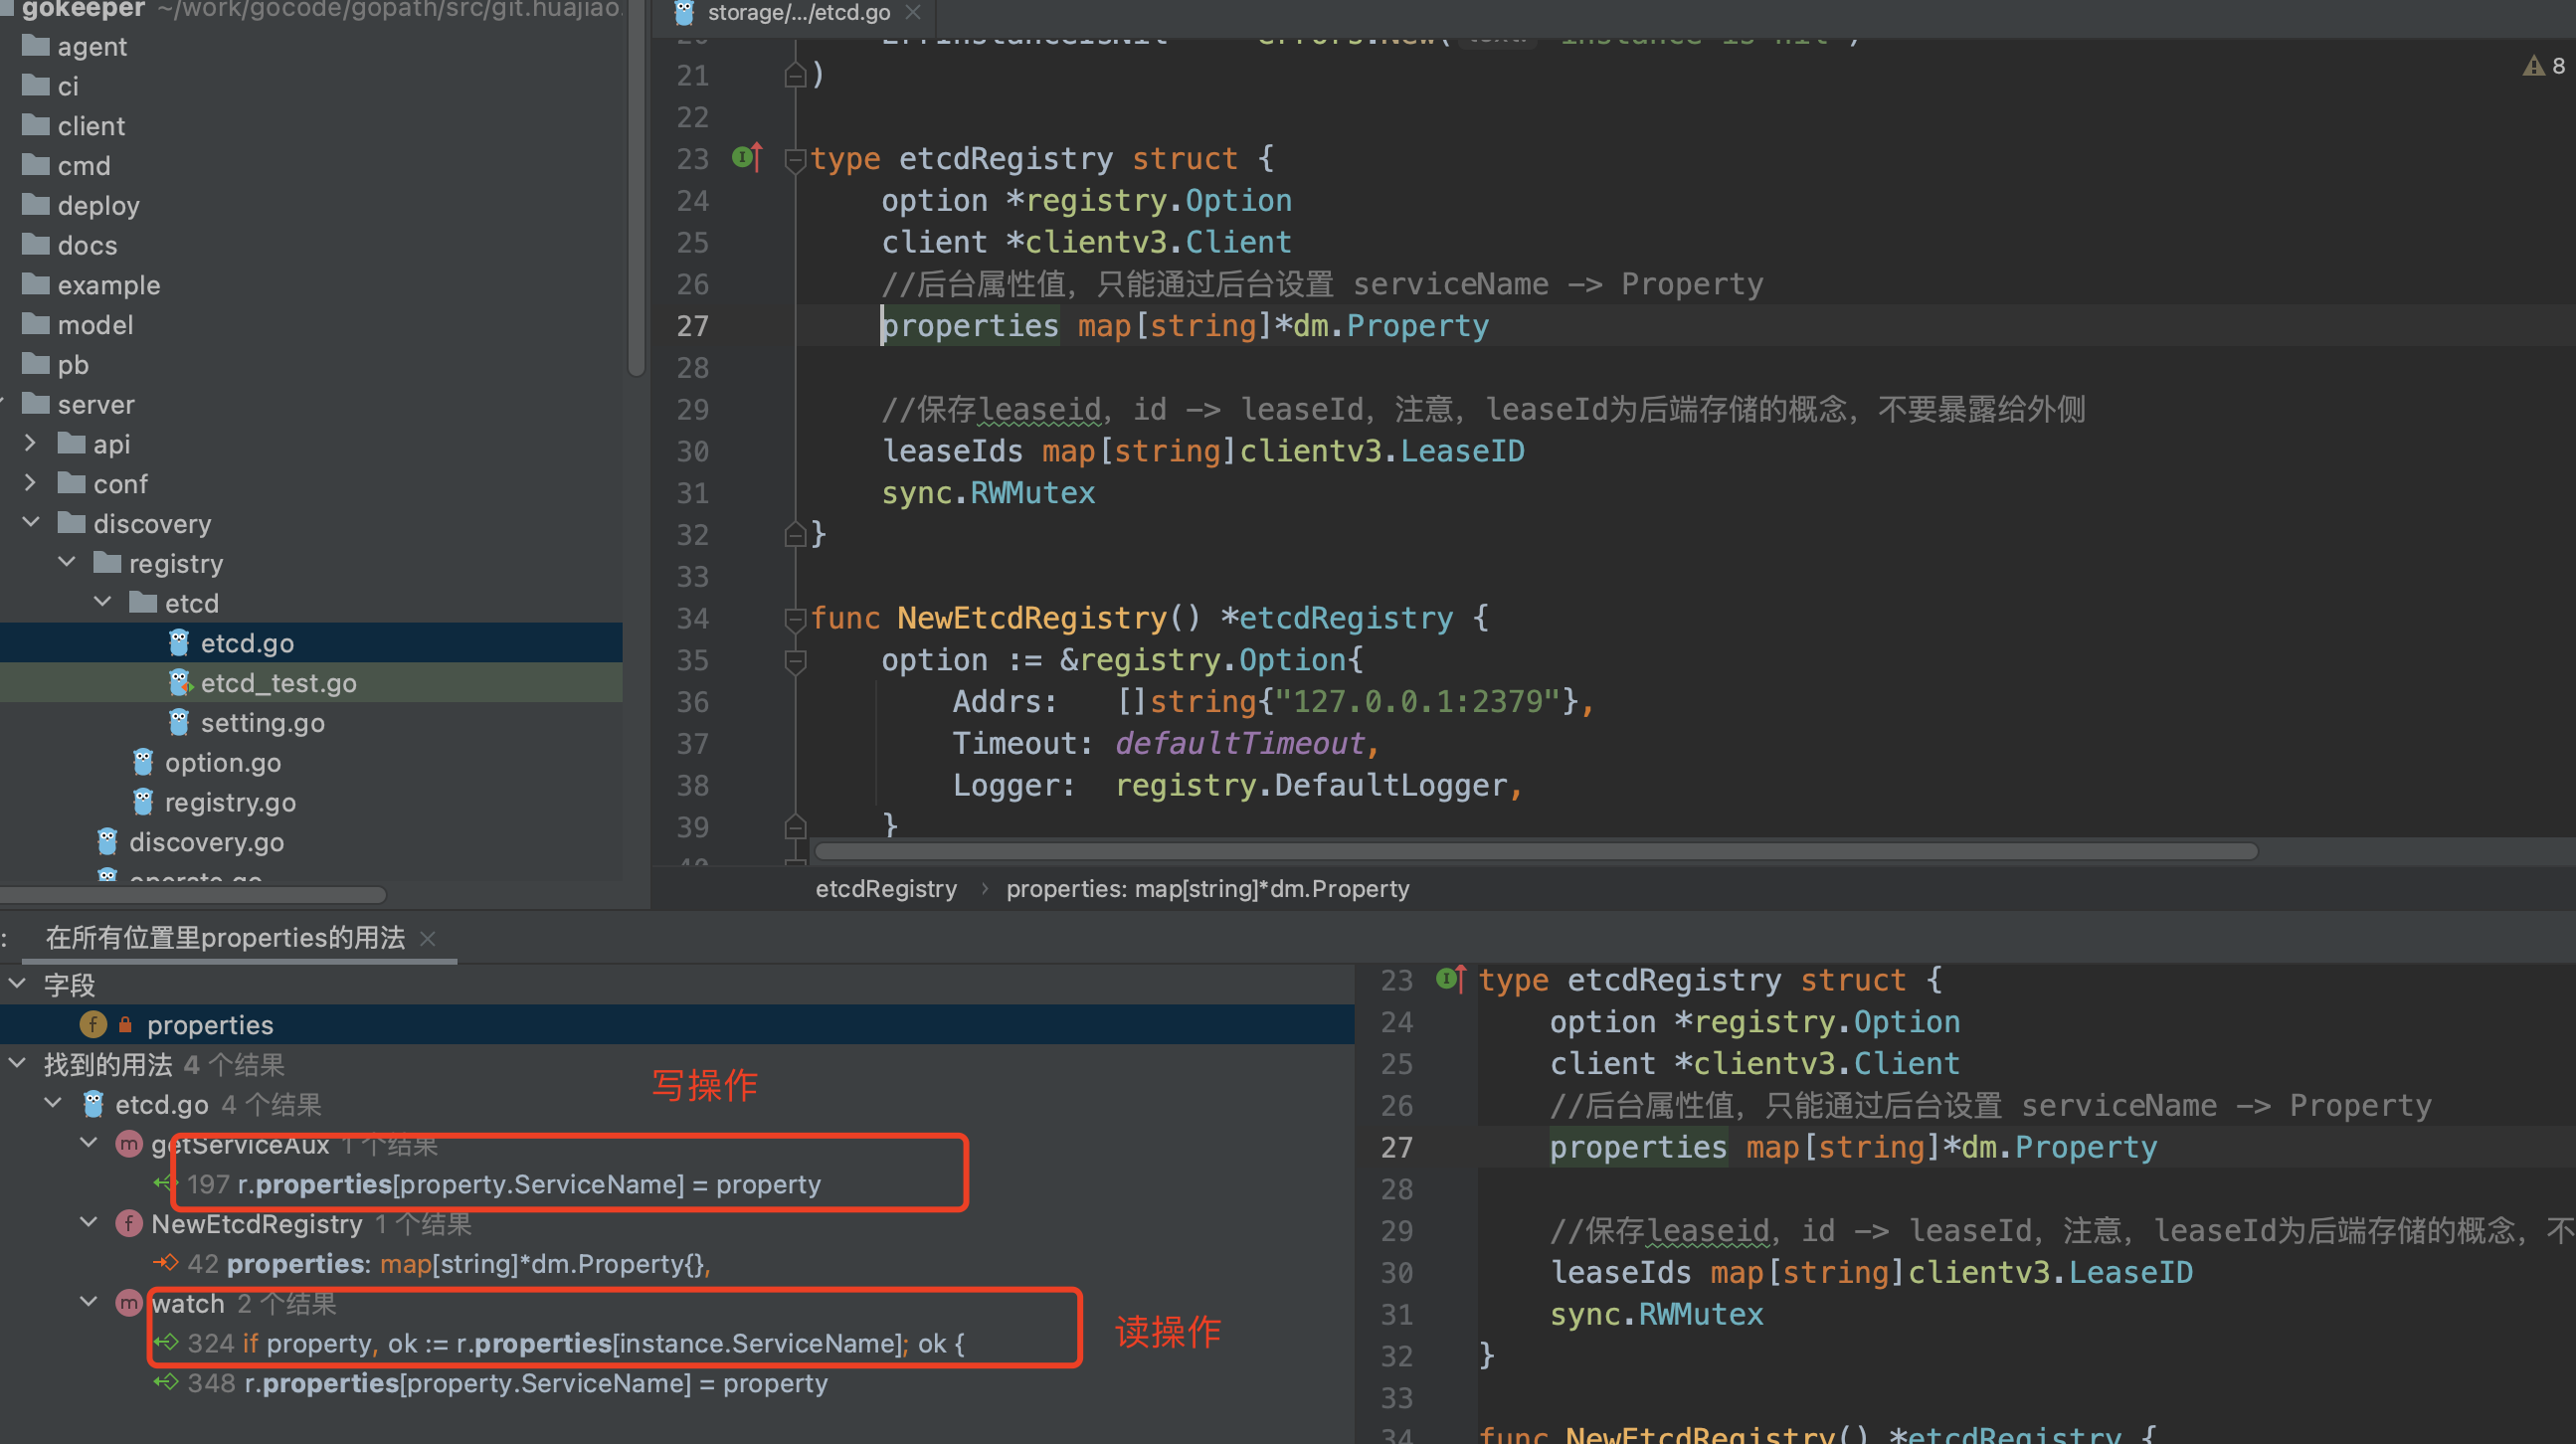 gokeeper ~/work/gocode/gopath/src/git.huajiao.
agent
ci
client
cmd
deploy
docs
example
model
pb
server
api
conf
discovery
registry
etcd
etcd.go
etcd_test.go
setting.go
option.go
registry.go
discovery.go
operate.go
storage/.../etcd.go
8
ErrInstanceIsNil = errors.New( text: "instance is nil")
21 )
22
23 type etcdRegistry struct {
24 option *registry.Option
25 client *clientv3.Client
26 //后台属性值，只能通过后台设置 serviceName -> Property
27 properties map[string]*dm.Property
28
29 //保存leaseid，id -> leaseId，注意，leaseId为后端存储的概念，不要暴露给外侧
30 leaseIds map[string]clientv3.LeaseID
31 sync.RWMutex
32 }
33
34 func NewEtcdRegistry() *etcdRegistry {
35 option := &registry.Option{
36 Addrs: []string{"127.0.0.1:2379"},
37 Timeout: defaultTimeout,
38 Logger: registry.DefaultLogger,
39 }
40
etcdRegistry › properties: map[string]*dm.Property
: 在所有位置里properties的用法
字段
properties
找到的用法 4 个结果
etcd.go 4 个结果
写操作
getServiceAux 1 个结果
197 r.properties[property.ServiceName] = property
NewEtcdRegistry 1 个结果
42 properties: map[string]*dm.Property{},
watch 2 个结果
324 if property, ok := r.properties[instance.ServiceName]; ok {
读操作
348 r.properties[property.ServiceName] = property
23 type etcdRegistry struct {
24 option *registry.Option
25 client *clientv3.Client
26 //后台属性值，只能通过后台设置 serviceName -> Property
27 properties map[string]*dm.Property
28
29 //保存leaseid，id -> leaseId，注意，leaseId为后端存储的概念，不
30 leaseIds map[string]clientv3.LeaseID
31 sync.RWMutex
32 }
33
34 func NewEtcdRegistry() *etcdRegistry {